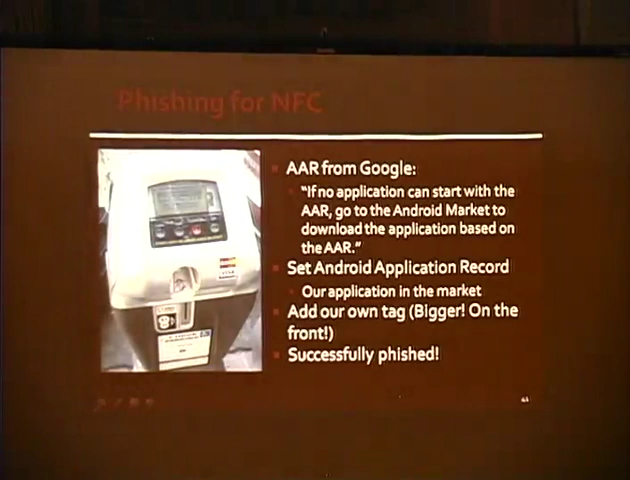 Phishing for NFC
AAR from Google:
"If no application can start with the
AAR, go to the Android Market to
download the application based on
the AAR."
Set Android Application Record
Our application in the market
Add our own tag (Bigger! On the
front!)
Successfully phished!